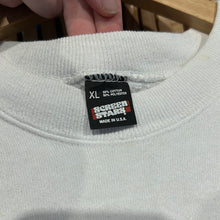 XL
50% COTTON
50% POLYESTER
SCREEN
STARS
MADE IN U.S.A.